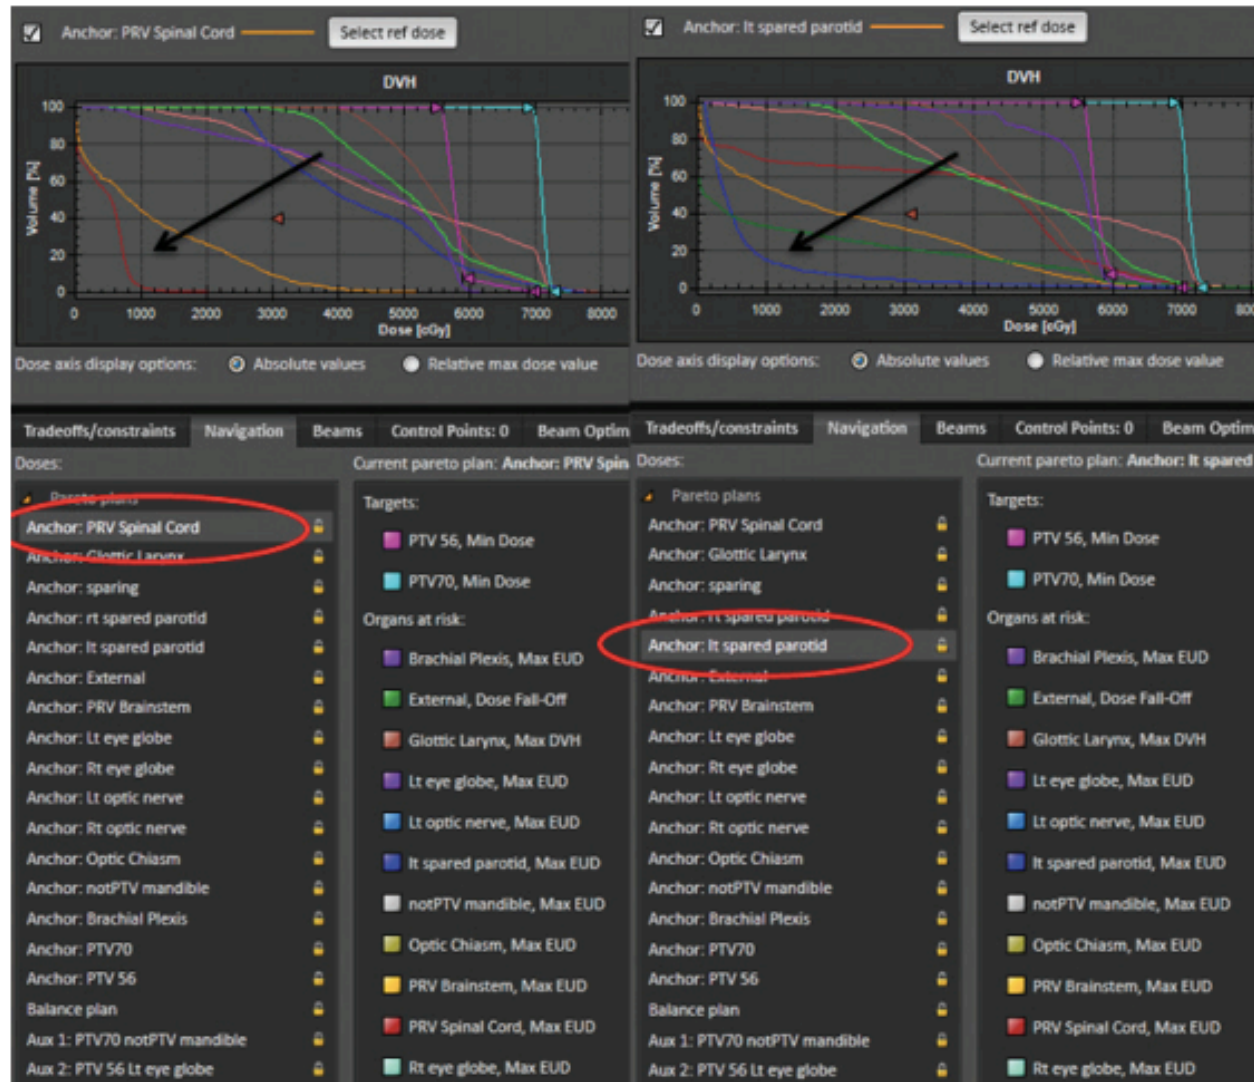 Anchor: PRV Spinal Cord
Select ref dose
DVH
100
80
60
40
20
0
Volume [%]
0 1000 2000 3000 4000 5000 6000 7000 8000
Dose [cGy]
Dose axis display options: Absolute values Relative max dose value
Tradeoffs/constraints Navigation Beams Control Points: 0 Beam Optim
Doses:
Pareto plans
Anchor: PRV Spinal Cord
Anchor: Glottic Larynx
Anchor: sparing
Anchor: rt spared parotid
Anchor: lt spared parotid
Anchor: External
Anchor: PRV Brainstem
Anchor: Lt eye globe
Anchor: Rt eye globe
Anchor: Lt optic nerve
Anchor: Rt optic nerve
Anchor: Optic Chiasm
Anchor: notPTV mandible
Anchor: Brachial Plexis
Anchor: PTV70
Anchor: PTV 56
Balance plan
Aux 1: PTV70 notPTV mandible
Aux 2: PTV 56 Lt eye globe
Current pareto plan: Anchor: PRV Spin
Targets:
PTV 56, Min Dose
PTV70, Min Dose
Organs at risk:
Brachial Plexis, Max EUD
External, Dose Fall-Off
Glottic Larynx, Max DVH
Lt eye globe, Max EUD
Lt optic nerve, Max EUD
lt spared parotid, Max EUD
notPTV mandible, Max EUD
Optic Chiasm, Max EUD
PRV Brainstem, Max EUD
PRV Spinal Cord, Max EUD
Rt eye globe, Max EUD
Anchor: lt spared parotid
Select ref dose
DVH
100
80
60
40
20
0
Volume [%]
0 1000 2000 3000 4000 5000 6000 7000 8000
Dose [cGy]
Dose axis display options: Absolute values Relative max dose value
Tradeoffs/constraints Navigation Beams Control Points: 0 Beam Optim
Doses:
Pareto plans
Anchor: PRV Spinal Cord
Anchor: Glottic Larynx
Anchor: sparing
Anchor: rt spared parotid
Anchor: lt spared parotid
Anchor: External
Anchor: PRV Brainstem
Anchor: Lt eye globe
Anchor: Rt eye globe
Anchor: Lt optic nerve
Anchor: Rt optic nerve
Anchor: Optic Chiasm
Anchor: notPTV mandible
Anchor: Brachial Plexis
Anchor: PTV70
Anchor: PTV 56
Balance plan
Aux 1: PTV70 notPTV mandible
Aux 2: PTV 56 Lt eye globe
Current pareto plan: Anchor: lt spared
Targets:
PTV 56, Min Dose
PTV70, Min Dose
Organs at risk:
Brachial Plexis, Max EUD
External, Dose Fall-Off
Glottic Larynx, Max DVH
Lt eye globe, Max EUD
Lt optic nerve, Max EUD
lt spared parotid, Max EUD
notPTV mandible, Max EUD
Optic Chiasm, Max EUD
PRV Brainstem, Max EUD
PRV Spinal Cord, Max EUD
Rt eye globe, Max EUD